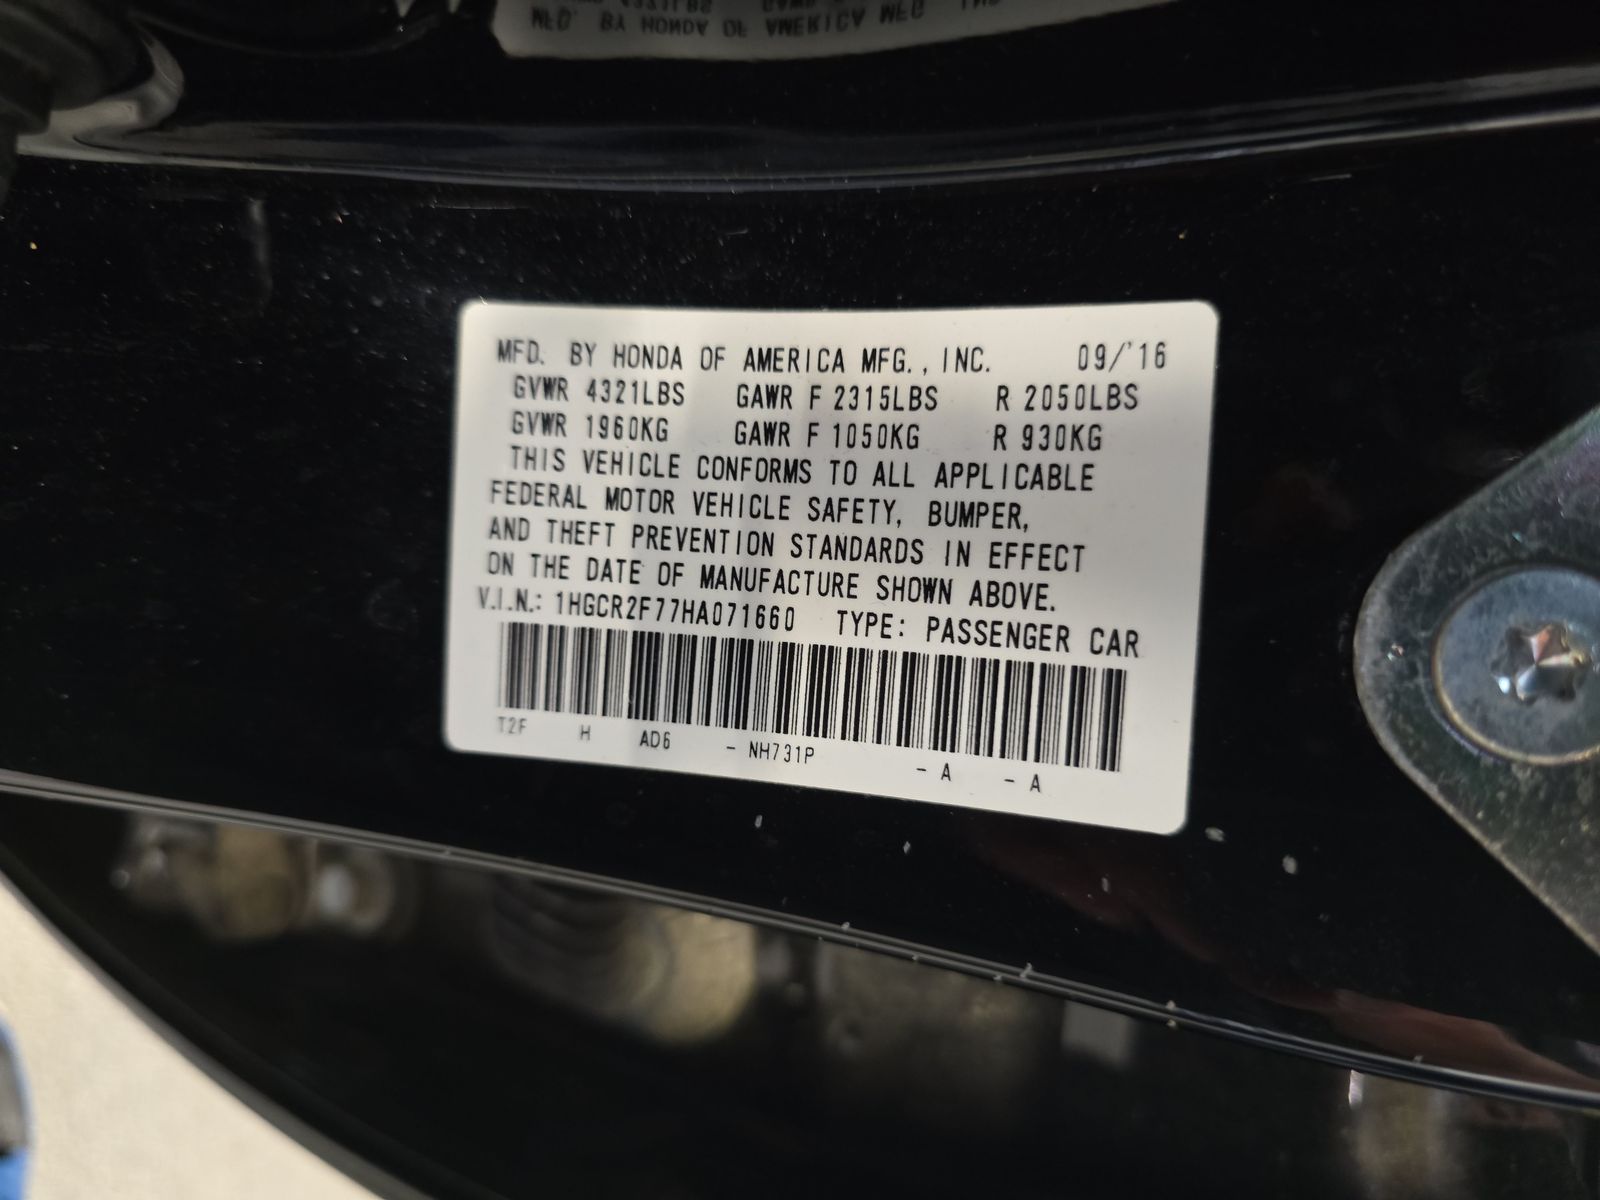 MFD. BY HONDA OF AMERICA MFG., INC. 09/'16
GVWR 4321LBS GAWR F 2315LBS R 2050LBS
GVWR 1960KG GAWR F 1050KG R 930KG
THIS VEHICLE CONFORMS TO ALL APPLICABLE
FEDERAL MOTOR VEHICLE SAFETY, BUMPER,
AND THEFT PREVENTION STANDARDS IN EFFECT
ON THE DATE OF MANUFACTURE SHOWN ABOVE.
V.I.N.: 1HGCR2F77HA071660 TYPE: PASSENGER CAR
T2F H AD6 - NH731P - A - A